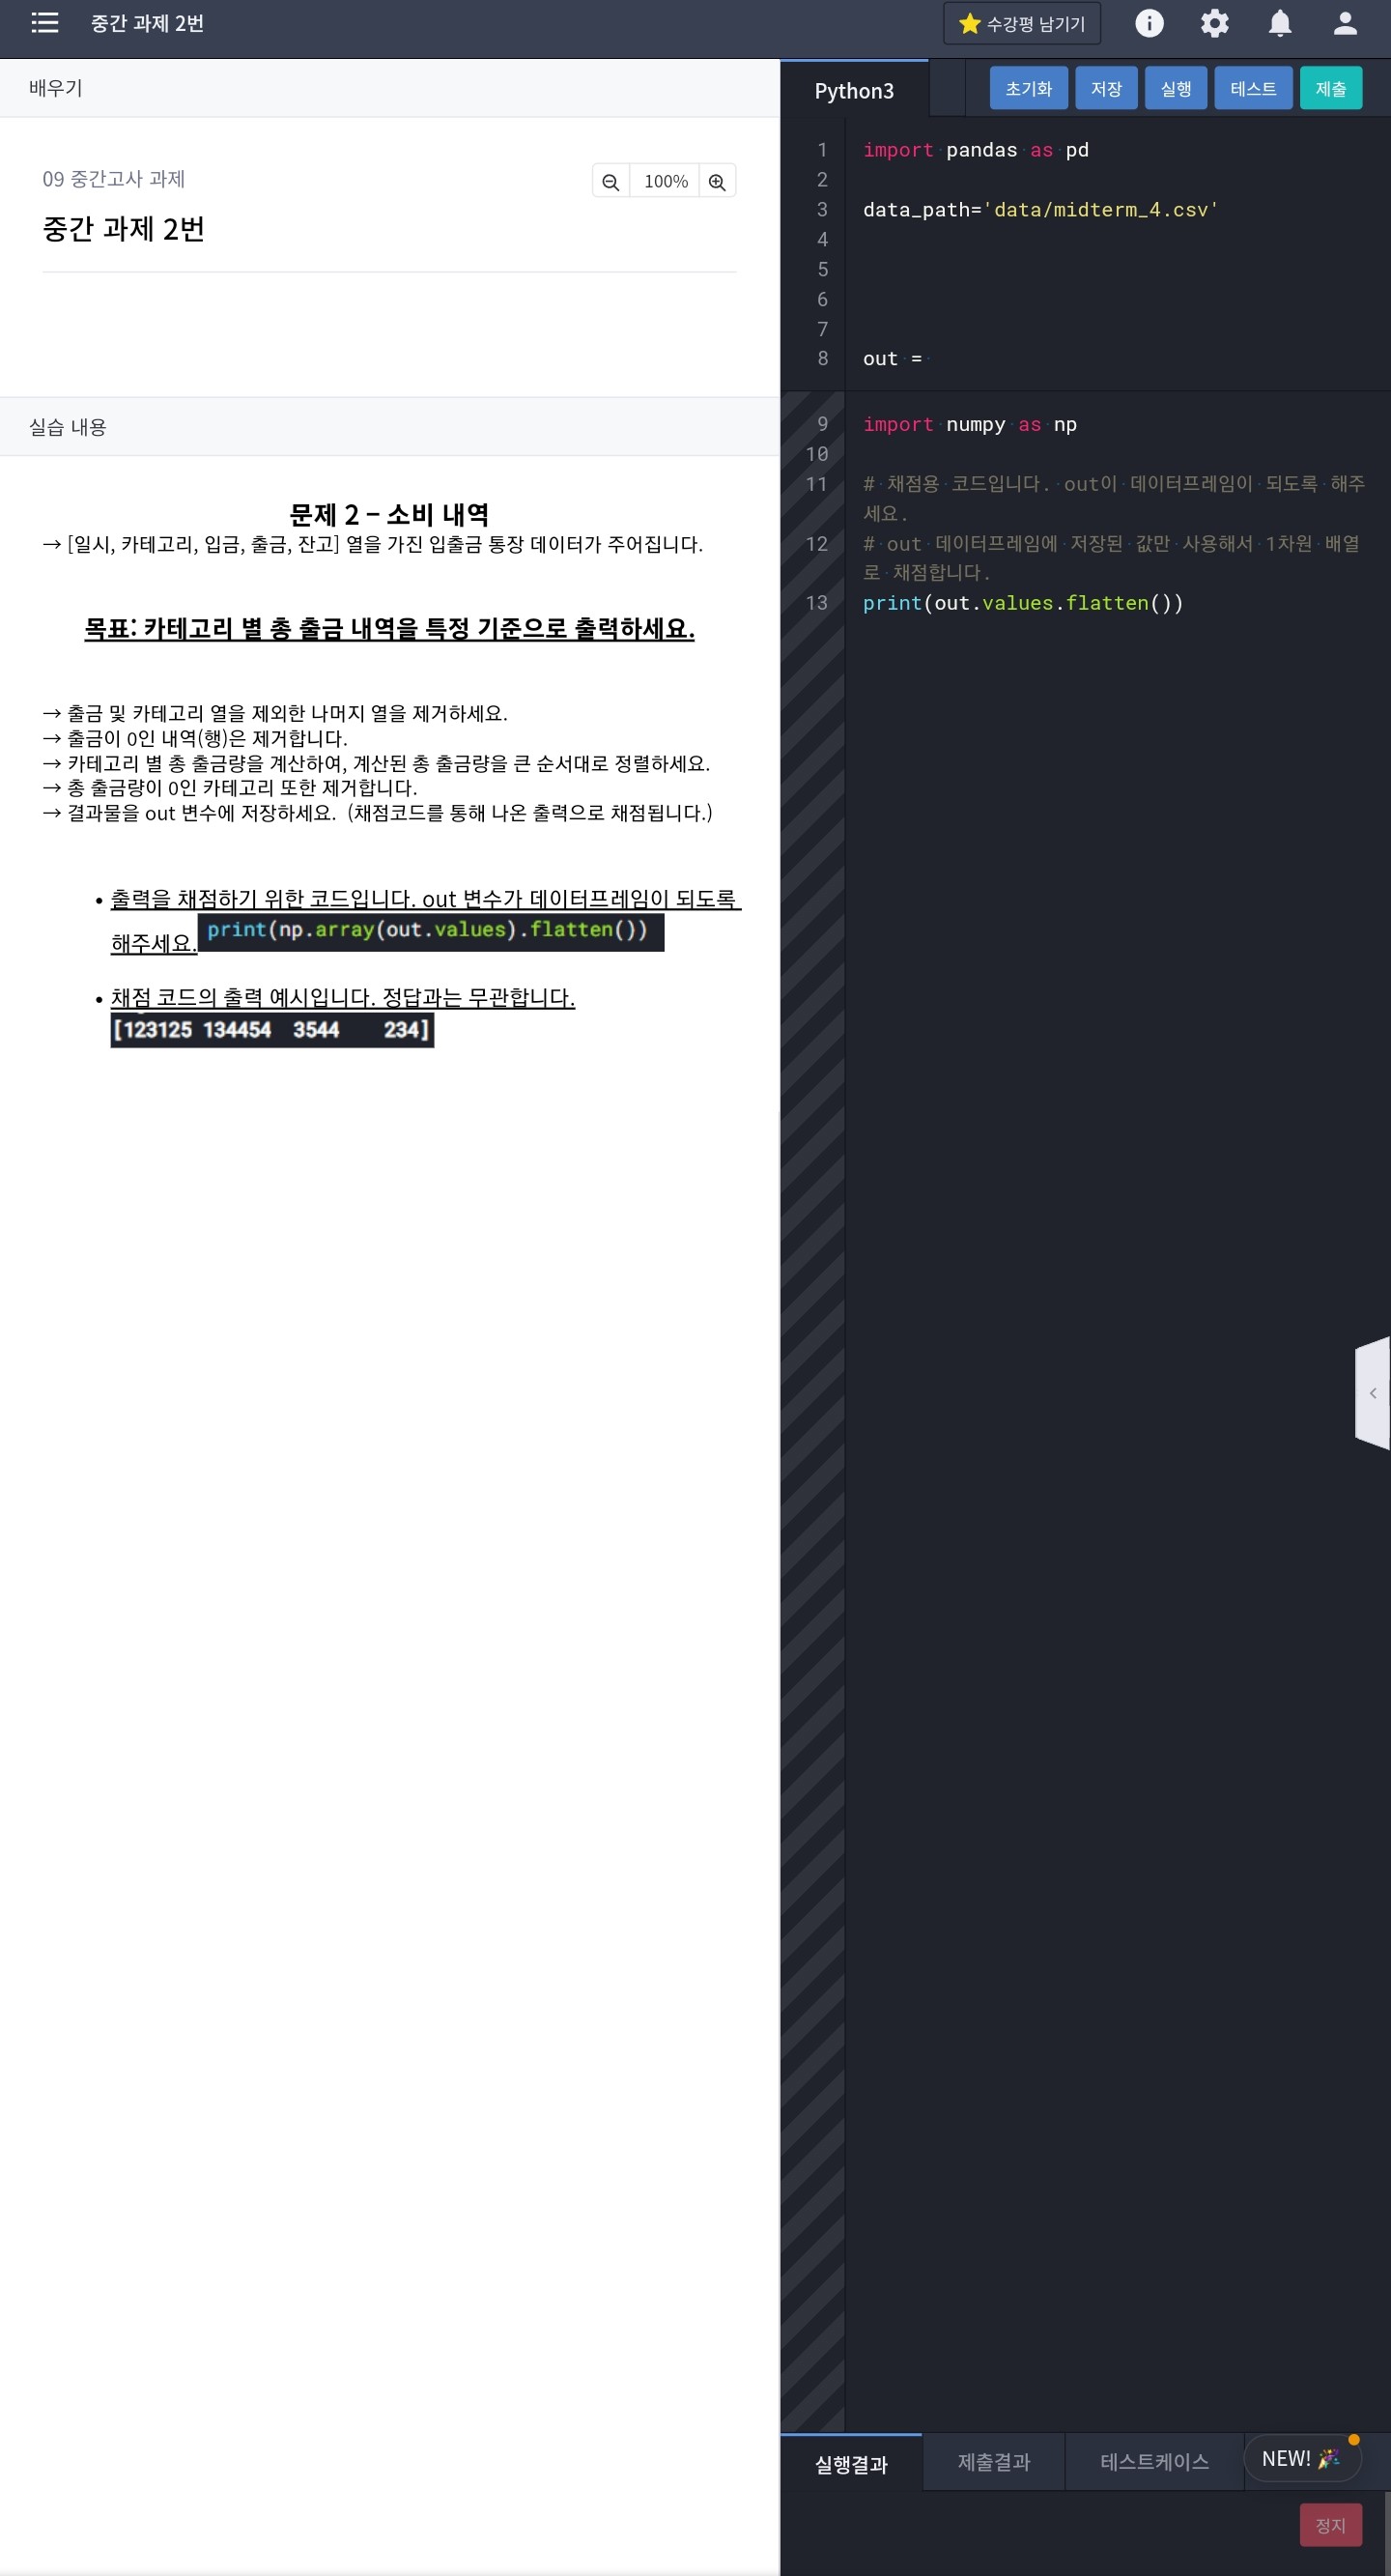 중간 과제 2번
⭐ 수강평 남기기
배우기
09 중간고사 과제
100%
중간 과제 2번
실습 내용
문제 2 – 소비 내역
→ [일시, 카테고리, 입금, 출금, 잔고] 열을 가진 입출금 통장 데이터가 주어집니다.
목표: 카테고리 별 총 출금 내역을 특정 기준으로 출력하세요.
→ 출금 및 카테고리 열을 제외한 나머지 열을 제거하세요.
→ 출금이 0인 내역(행)은 제거합니다.
→ 카테고리 별 총 출금량을 계산하여, 계산된 총 출금량을 큰 순서대로 정렬하세요.
→ 총 출금량이 0인 카테고리 또한 제거합니다.
→ 결과물을 out 변수에 저장하세요. (채점코드를 통해 나온 출력으로 채점됩니다.)
• 출력을 채점하기 위한 코드입니다. out 변수가 데이터프레임이 되도록
해주세요. print(np.array(out.values).flatten())
• 채점 코드의 출력 예시입니다. 정답과는 무관합니다.
[123125 134454 3544 234]
Python3
초기화 저장 실행 테스트 제출
1 import pandas as pd
2
3 data_path='data/midterm_4.csv'
4
5
6
7
8 out =
9 import numpy as np
10
11 # 채점용 코드입니다. out이 데이터프레임이 되도록 해주
세요.
12 # out 데이터프레임에 저장된 값만 사용해서 1차원 배열
로 채점합니다.
13 print(out.values.flatten())
실행결과 제출결과 테스트케이스 NEW! 🎉
정지